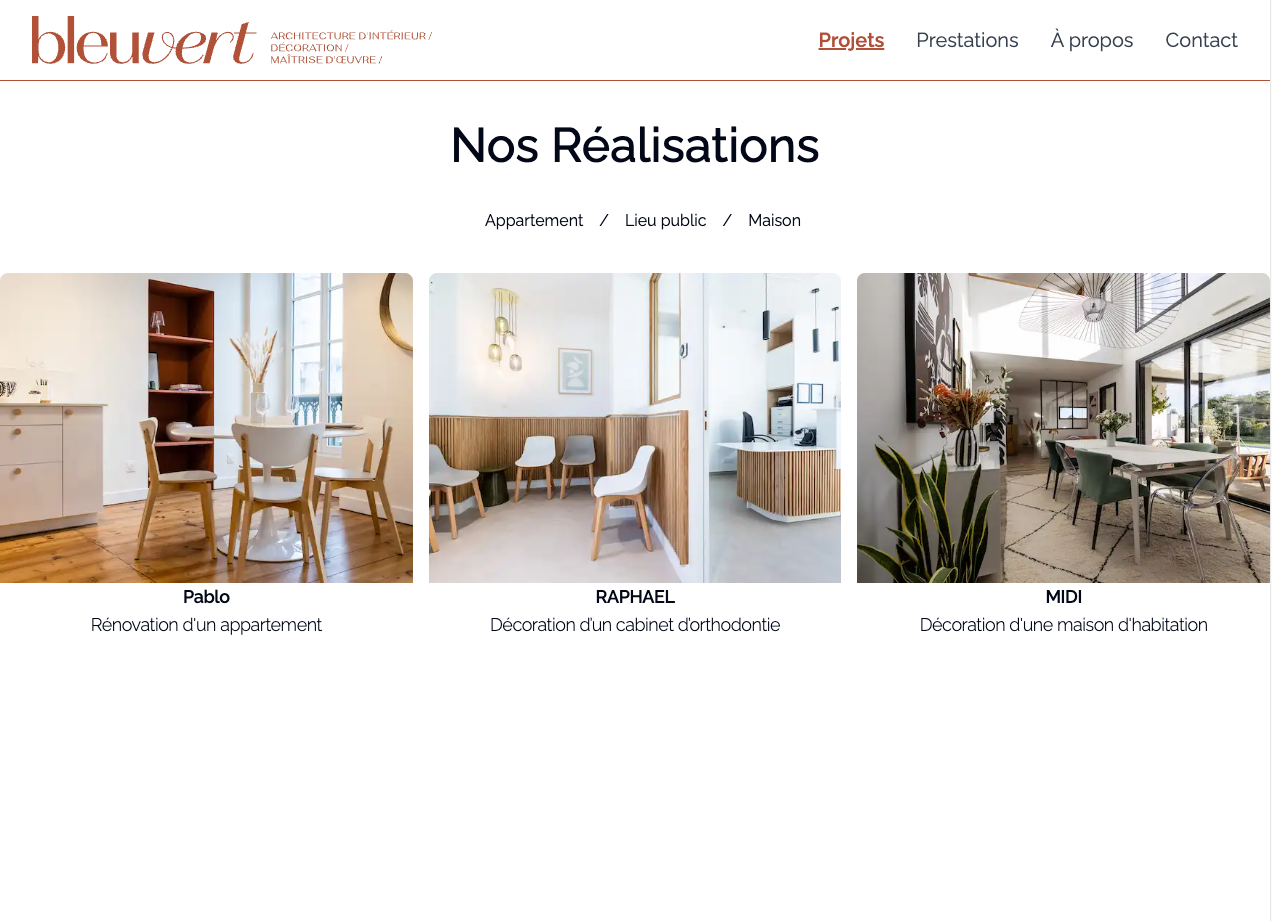 bleuvert
ARCHITECTURE D'INTÉRIEUR /
DÉCORATION /
MAÎTRISE D'ŒUVRE /
Projets Prestations À propos Contact
Nos Réalisations
Appartement / Lieu public / Maison
Pablo
Rénovation d'un appartement
RAPHAEL
Décoration d'un cabinet d'orthodontie
MIDI
Décoration d'une maison d'habitation